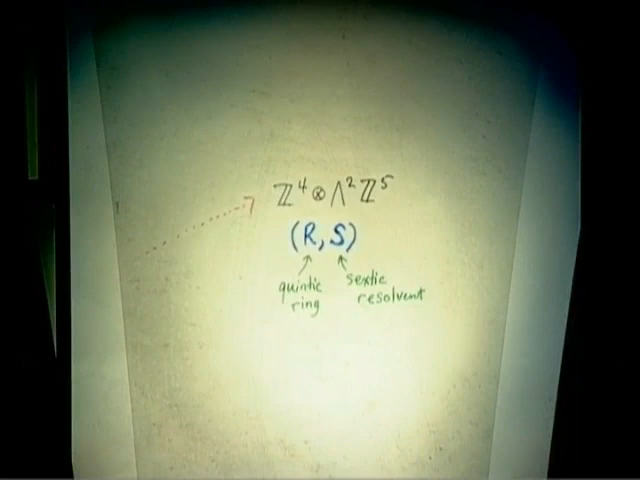 ℤ⁴⊗Λ²ℤ⁵
(R, S)
quintic ring
sextic resolvent